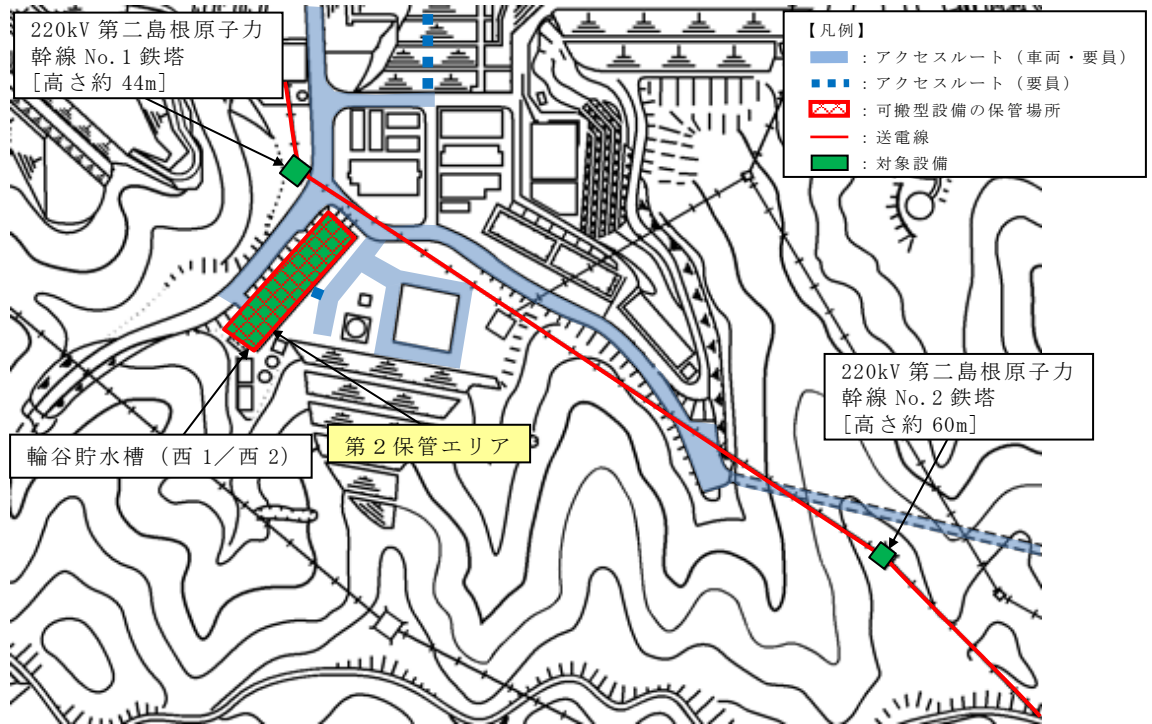 220kV 第二島根原子力
幹線 No.1 鉄塔
[高さ約 44m]
【凡例】
：アクセスルート（車両・要員）
：アクセスルート（要員）
：可搬型設備の保管場所
：送電線
：対象設備
220kV 第二島根原子力
幹線 No.2 鉄塔
[高さ約 60m]
輪谷貯水槽（西1／西2）
第２保管エリア